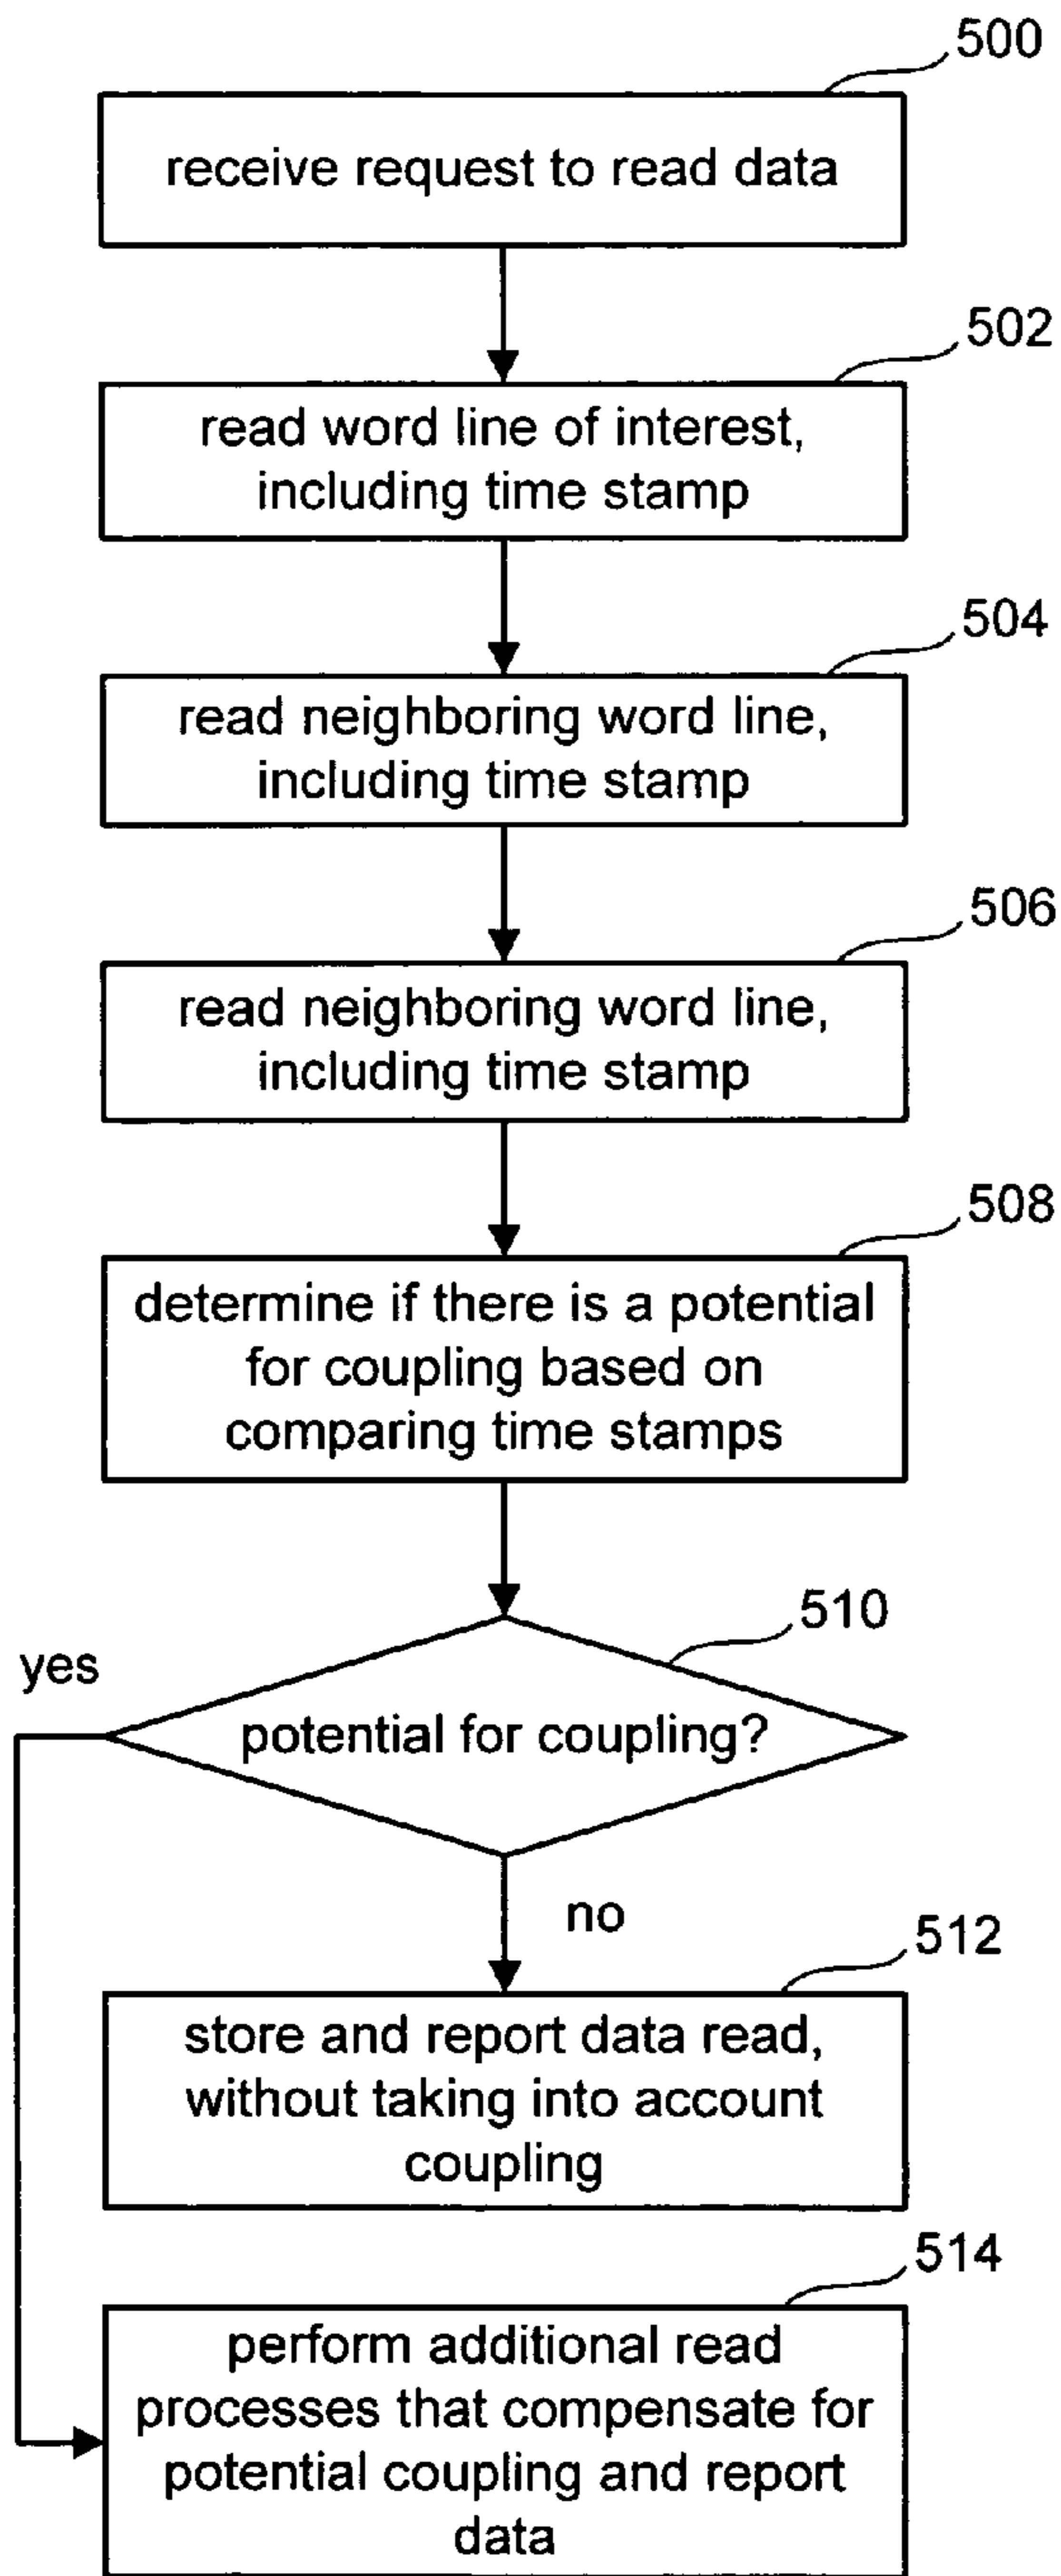 500
receive request to read data
502
read word line of interest,
including time stamp
504
read neighboring word line,
including time stamp
506
read neighboring word line,
including time stamp
508
determine if there is a potential
for coupling based on
comparing time stamps
510
yes
potential for coupling?
no
512
store and report data read,
without taking into account
coupling
514
perform additional read
processes that compensate for
potential coupling and report
data